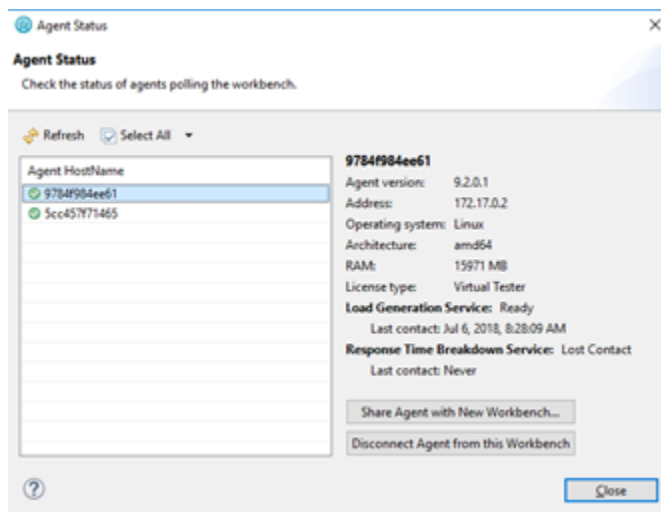 Agent Status
Agent Status
Check the status of agents polling the workbench.
Refresh Select All
Agent HostName
9784f984ee61
5cc457f71465
9784f984ee61
Agent version: 9.2.0.1
Address: 172.17.0.2
Operating system: Linux
Architecture: amd64
RAM: 15971 MB
License type: Virtual Tester
Load Generation Service: Ready
Last contact: Jul 6, 2018, 8:28:09 AM
Response Time Breakdown Service: Lost Contact
Last contact: Never
Share Agent with New Workbench...
Disconnect Agent from this Workbench
Close